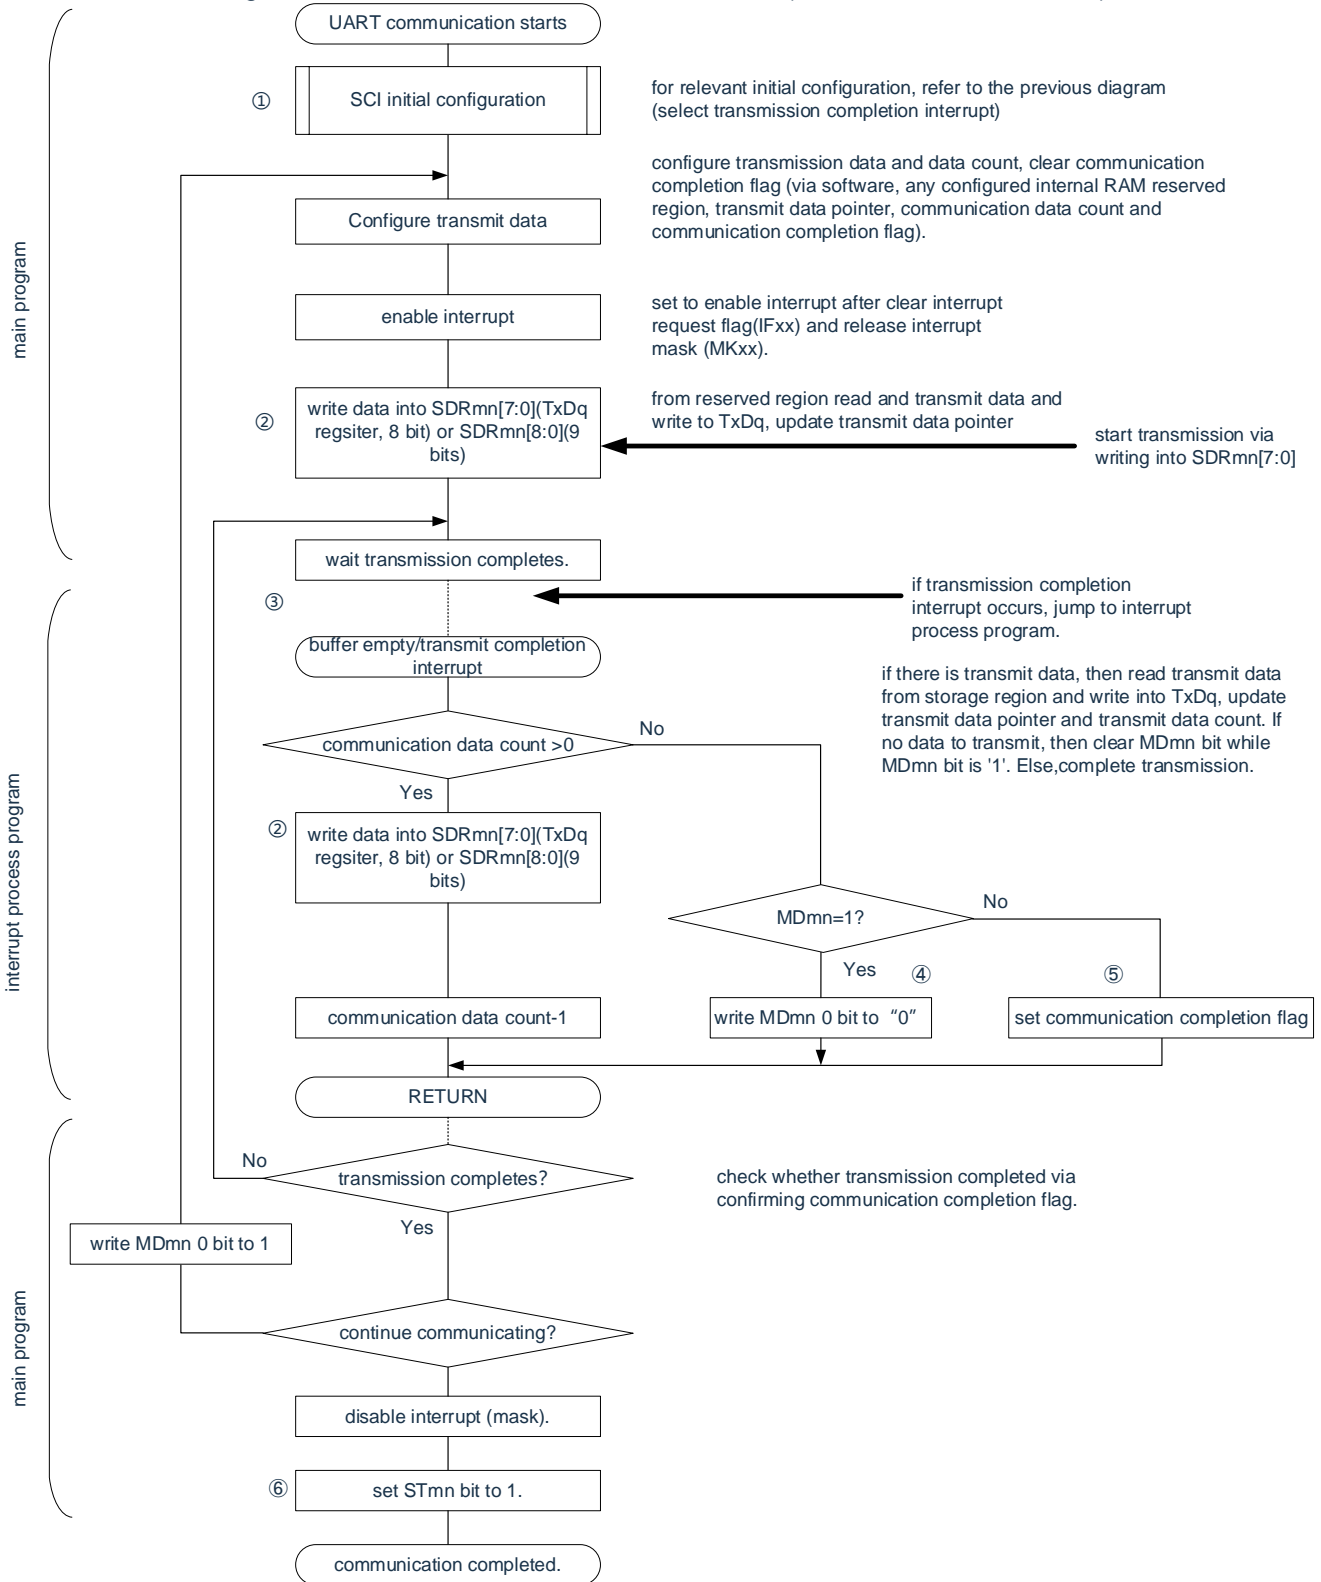 UART communication starts
①
SCI initial configuration
for relevant initial configuration, refer to the previous diagram
(select transmission completion interrupt)
configure transmission data and data count, clear communication
completion flag (via software, any configured internal RAM reserved
region, transmit data pointer, communication data count and
communication completion flag).
Configure transmit data
main program
enable interrupt
set to enable interrupt after clear interrupt
request flag(IFxx) and release interrupt
mask (MKxx).
②
write data into SDRmn[7:0](TxDq
regsiter, 8 bit) or SDRmn[8:0](9
bits)
from reserved region read and transmit data and
write to TxDq, update transmit data pointer
start transmission via
writing into SDRmn[7:0]
wait transmission completes.
③
if transmission completion
interrupt occurs, jump to interrupt
process program.
buffer empty/transmit completion
interrupt
if there is transmit data, then read transmit data
from storage region and write into TxDq, update
transmit data pointer and transmit data count. If
no data to transmit, then clear MDmn bit while
MDmn bit is '1'. Else,complete transmission.
communication data count >0
No
Yes
interrupt process program
②
write data into SDRmn[7:0](TxDq
regsiter, 8 bit) or SDRmn[8:0](9
bits)
MDmn=1?
No
Yes
④
⑤
communication data count-1
write MDmn 0 bit to “0”
set communication completion flag
RETURN
No
transmission completes?
check whether transmission completed via
confirming communication completion flag.
Yes
write MDmn 0 bit to 1
main program
continue communicating?
disable interrupt (mask).
⑥
set STmn bit to 1.
communication completed.